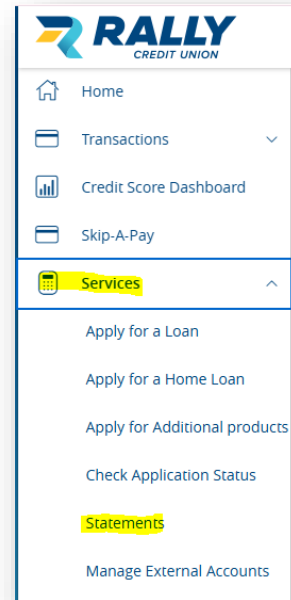 RALLY
CREDIT UNION
Home
Transactions
Credit Score Dashboard
Skip-A-Pay
Services
Apply for a Loan
Apply for a Home Loan
Apply for Additional products
Check Application Status
Statements
Manage External Accounts